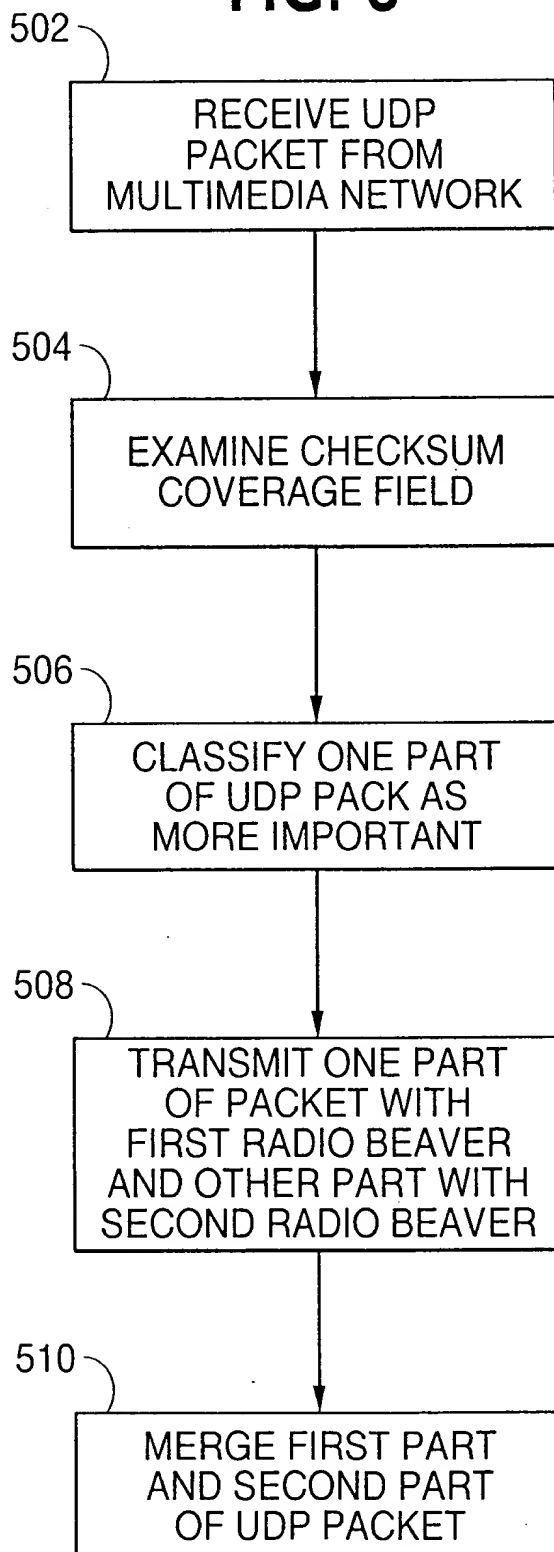 502
RECEIVE UDP
PACKET FROM
MULTIMEDIA NETWORK
504
EXAMINE CHECKSUM
COVERAGE FIELD
506
CLASSIFY ONE PART
OF UDP PACK AS
MORE IMPORTANT
508
TRANSMIT ONE PART
OF PACKET WITH
FIRST RADIO BEAVER
AND OTHER PART WITH
SECOND RADIO BEAVER
510
MERGE FIRST PART
AND SECOND PART
OF UDP PACKET